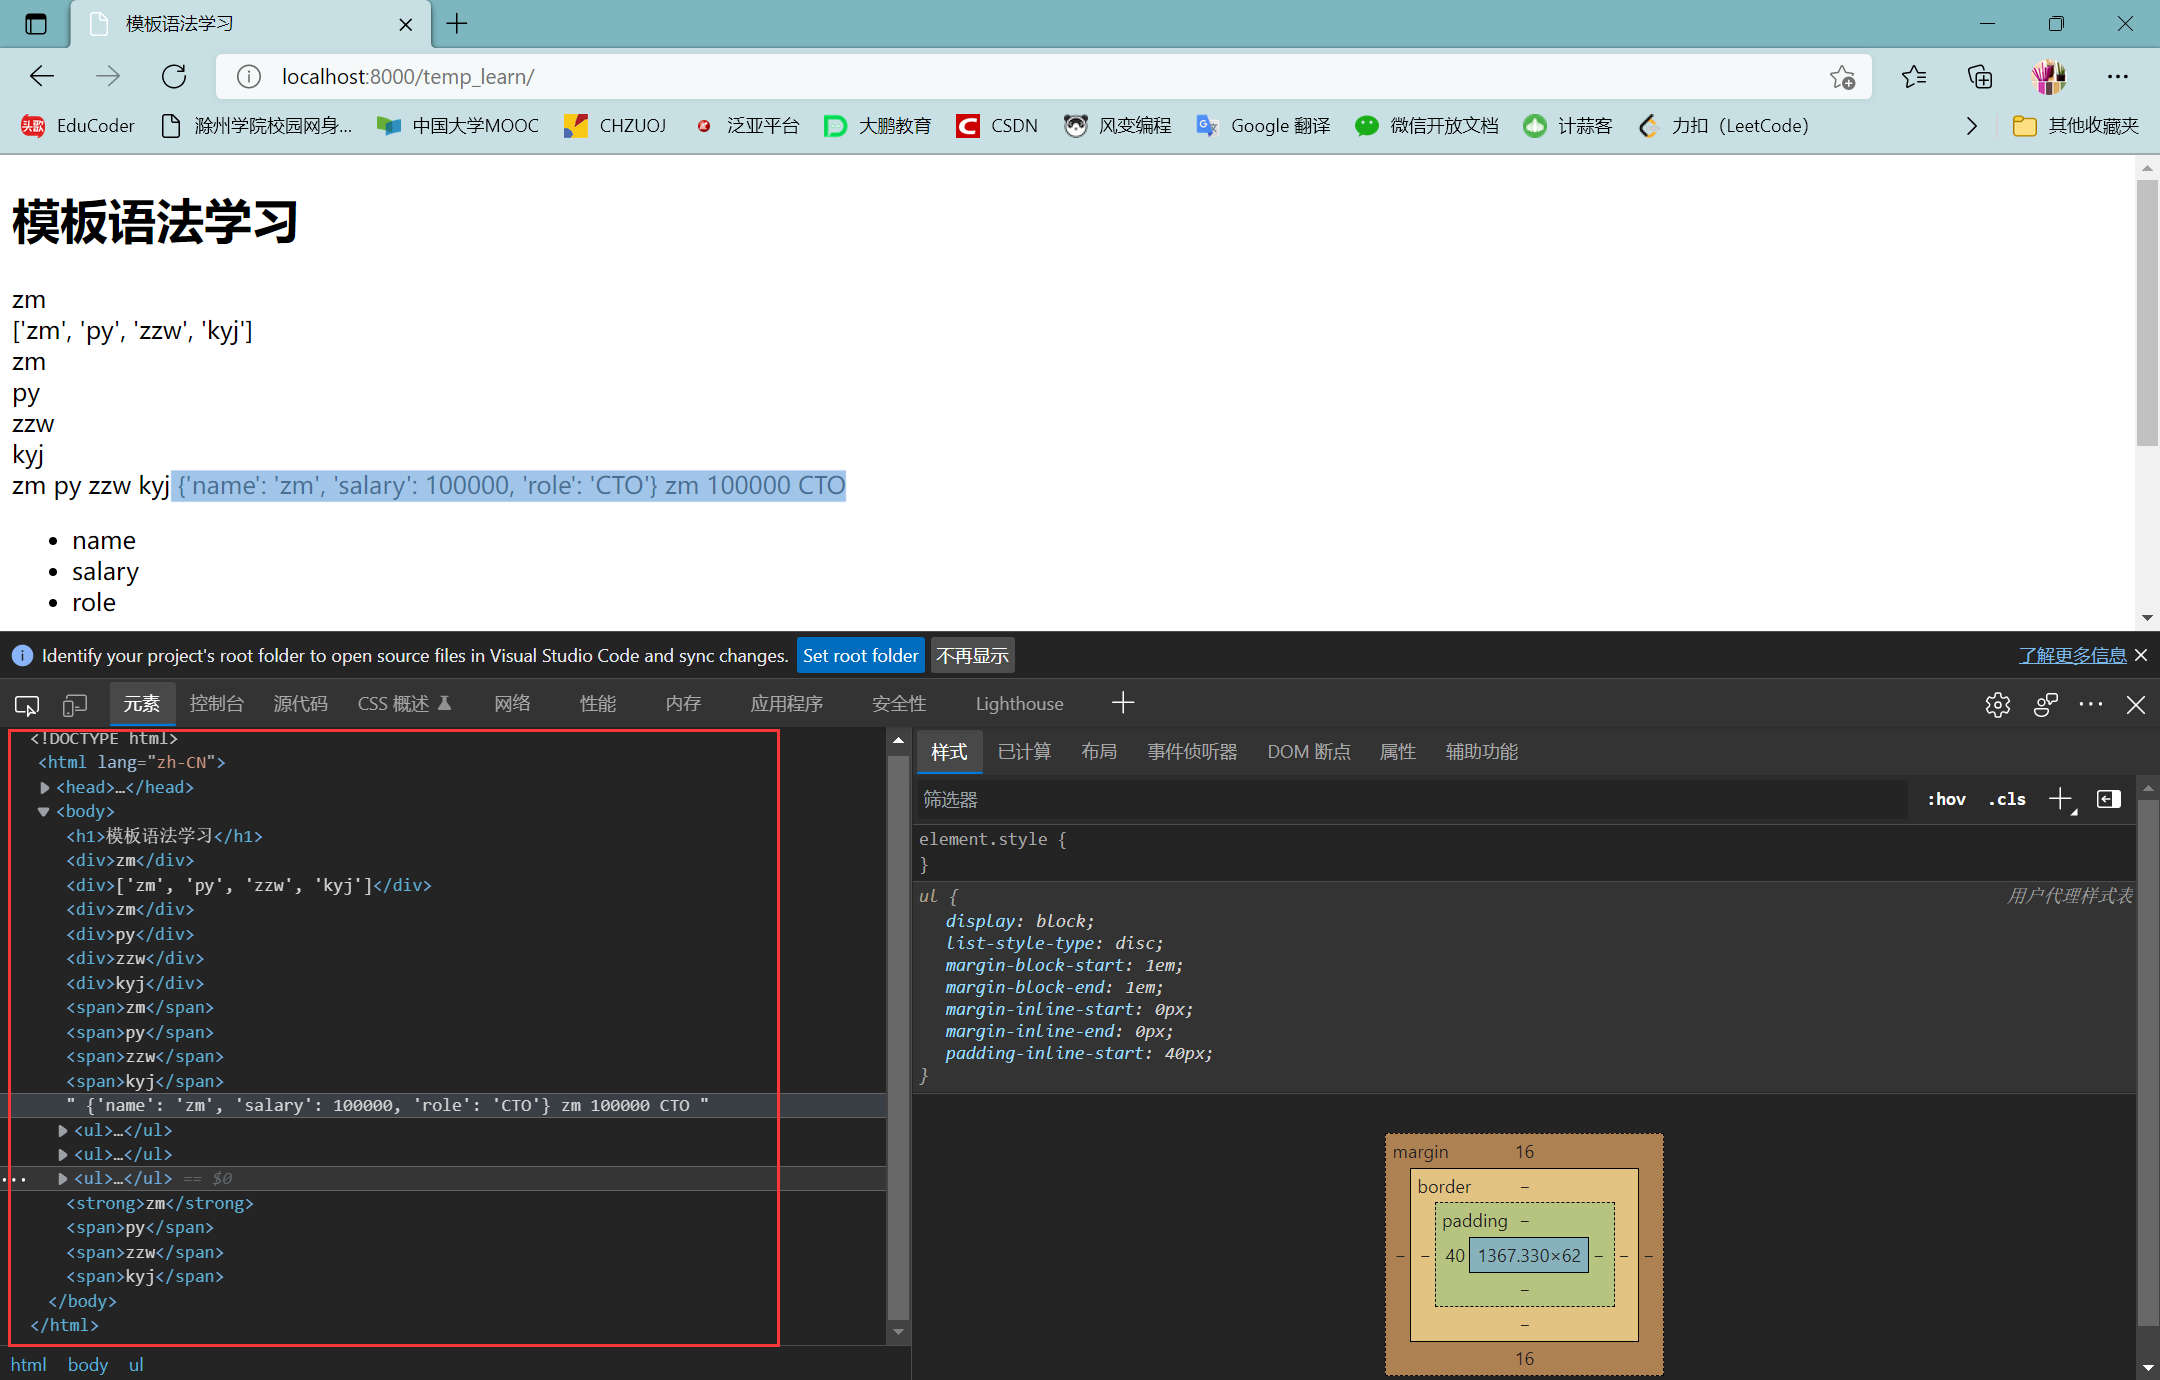 模板语法学习
localhost:8000/temp_learn/
头歌 EduCoder 滁州学院校园网身... 中国大学MOOC CHZUOJ 泛亚平台 大鹏教育 CSDN 风变编程 Google 翻译 微信开放文档 计蒜客 力扣（LeetCode） 其他收藏夹
模板语法学习
zm
['zm', 'py', 'zzw', 'kyj']
zm
py
zzw
kyj
zm py zzw kyj {'name': 'zm', 'salary': 100000, 'role': 'CTO'} zm 100000 CTO
name
salary
role
Identify your project's root folder to open source files in Visual Studio Code and sync changes. Set root folder 不再显示 了解更多信息
元素 控制台 源代码 CSS 概述 网络 性能 内存 应用程序 安全性 Lighthouse
<!DOCTYPE html>
<html lang="zh-CN">
<head>…</head>
<body>
<h1>模板语法学习</h1>
<div>zm</div>
<div>['zm', 'py', 'zzw', 'kyj']</div>
<div>zm</div>
<div>py</div>
<div>zzw</div>
<div>kyj</div>
<span>zm</span>
<span>py</span>
<span>zzw</span>
<span>kyj</span>
" {'name': 'zm', 'salary': 100000, 'role': 'CTO'} zm 100000 CTO "
<ul>…</ul>
<ul>…</ul>
<ul>…</ul> == $0
<strong>zm</strong>
<span>py</span>
<span>zzw</span>
<span>kyj</span>
</body>
</html>
html body ul
样式 已计算 布局 事件侦听器 DOM 断点 属性 辅助功能
筛选器 :hov .cls
element.style {
}
ul { 用户代理样式表
display: block;
list-style-type: disc;
margin-block-start: 1em;
margin-block-end: 1em;
margin-inline-start: 0px;
margin-inline-end: 0px;
padding-inline-start: 40px;
}
margin 16
border –
padding –
– – 40 1367.330×62 – – –
–
–
16